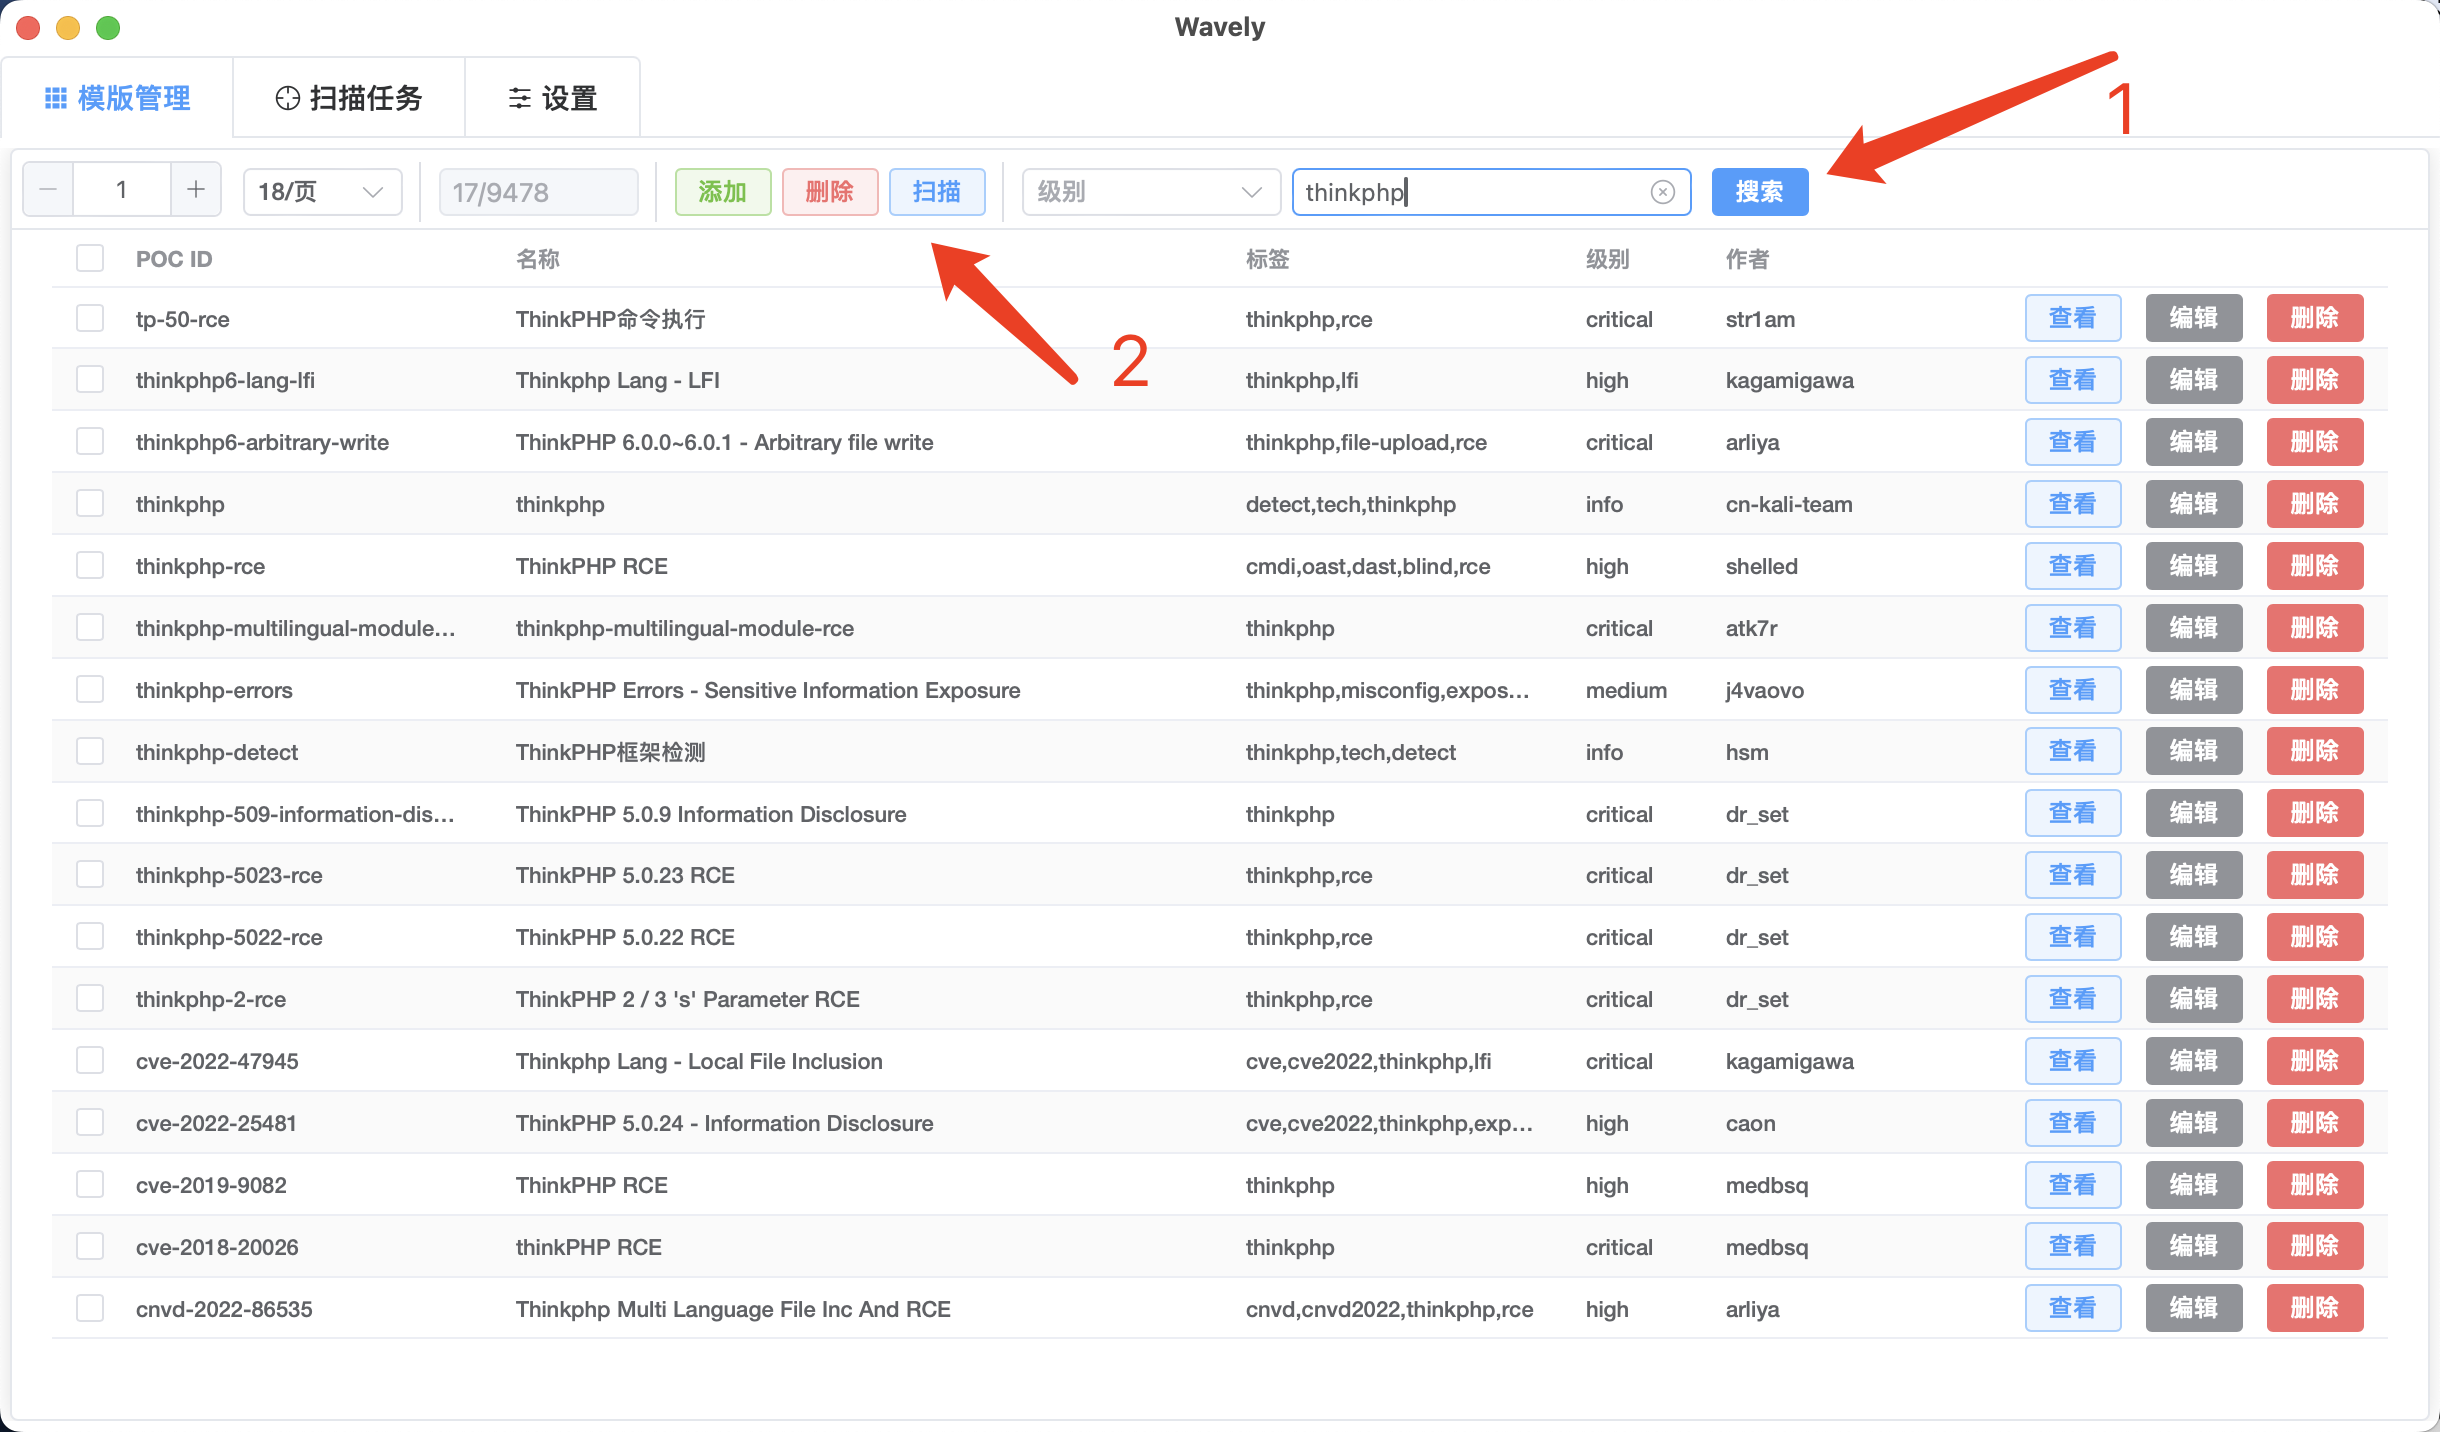 Wavely
模版管理 扫描任务 设置
1
1 18/页 17/9478 添加 删除 扫描 级别 thinkphp 搜索
POC ID 名称 标签 级别 作者
tp-50-rce ThinkPHP命令执行 thinkphp,rce critical str1am 查看 编辑 删除
2
thinkphp6-lang-lfi Thinkphp Lang - LFI thinkphp,lfi high kagamigawa 查看 编辑 删除
thinkphp6-arbitrary-write ThinkPHP 6.0.0~6.0.1 - Arbitrary file write thinkphp,file-upload,rce critical arliya 查看 编辑 删除
thinkphp thinkphp detect,tech,thinkphp info cn-kali-team 查看 编辑 删除
thinkphp-rce ThinkPHP RCE cmdi,oast,dast,blind,rce high shelled 查看 编辑 删除
thinkphp-multilingual-module... thinkphp-multilingual-module-rce thinkphp critical atk7r 查看 编辑 删除
thinkphp-errors ThinkPHP Errors - Sensitive Information Exposure thinkphp,misconfig,expos... medium j4vaovo 查看 编辑 删除
thinkphp-detect ThinkPHP框架检测 thinkphp,tech,detect info hsm 查看 编辑 删除
thinkphp-509-information-dis... ThinkPHP 5.0.9 Information Disclosure thinkphp critical dr_set 查看 编辑 删除
thinkphp-5023-rce ThinkPHP 5.0.23 RCE thinkphp,rce critical dr_set 查看 编辑 删除
thinkphp-5022-rce ThinkPHP 5.0.22 RCE thinkphp,rce critical dr_set 查看 编辑 删除
thinkphp-2-rce ThinkPHP 2 / 3 's' Parameter RCE thinkphp,rce critical dr_set 查看 编辑 删除
cve-2022-47945 Thinkphp Lang - Local File Inclusion cve,cve2022,thinkphp,lfi critical kagamigawa 查看 编辑 删除
cve-2022-25481 ThinkPHP 5.0.24 - Information Disclosure cve,cve2022,thinkphp,exp... high caon 查看 编辑 删除
cve-2019-9082 ThinkPHP RCE thinkphp high medbsq 查看 编辑 删除
cve-2018-20026 thinkPHP RCE thinkphp critical medbsq 查看 编辑 删除
cnvd-2022-86535 Thinkphp Multi Language File Inc And RCE cnvd,cnvd2022,thinkphp,rce high arliya 查看 编辑 删除